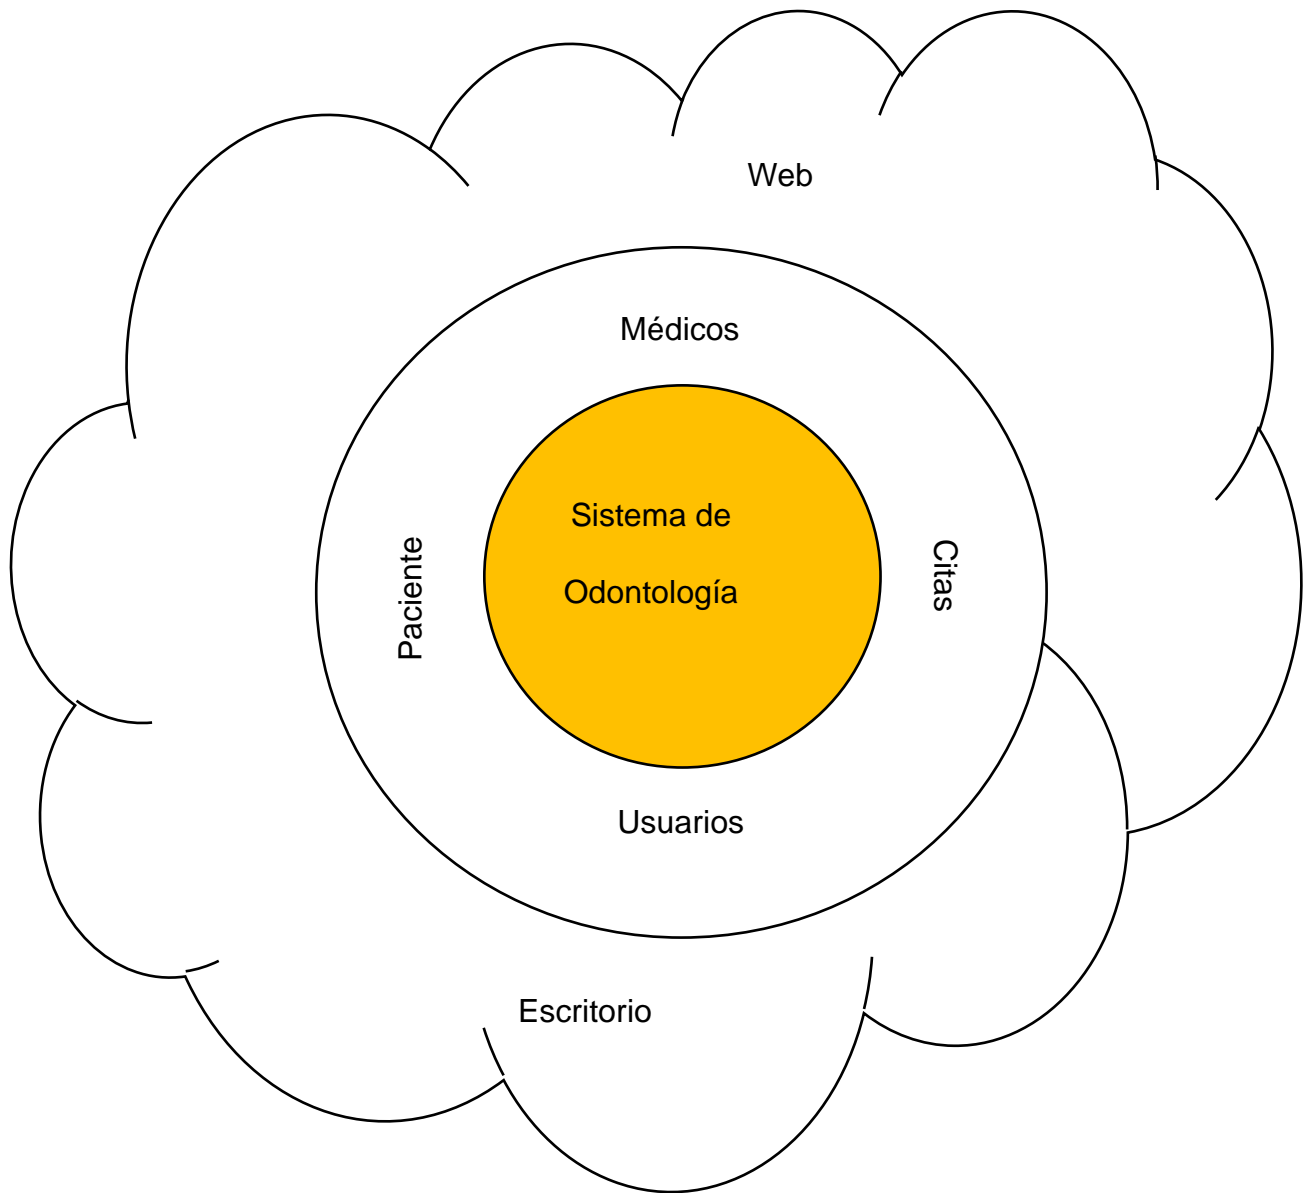 Web
Médicos
Sistema de
Odontología
Paciente
Citas
Usuarios
Escritorio